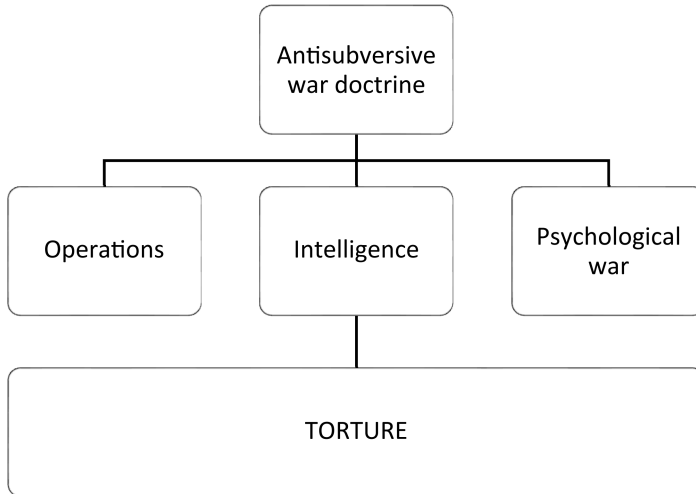 Antisubversive
war doctrine
Operations
Intelligence
Psychological
war
TORTURE